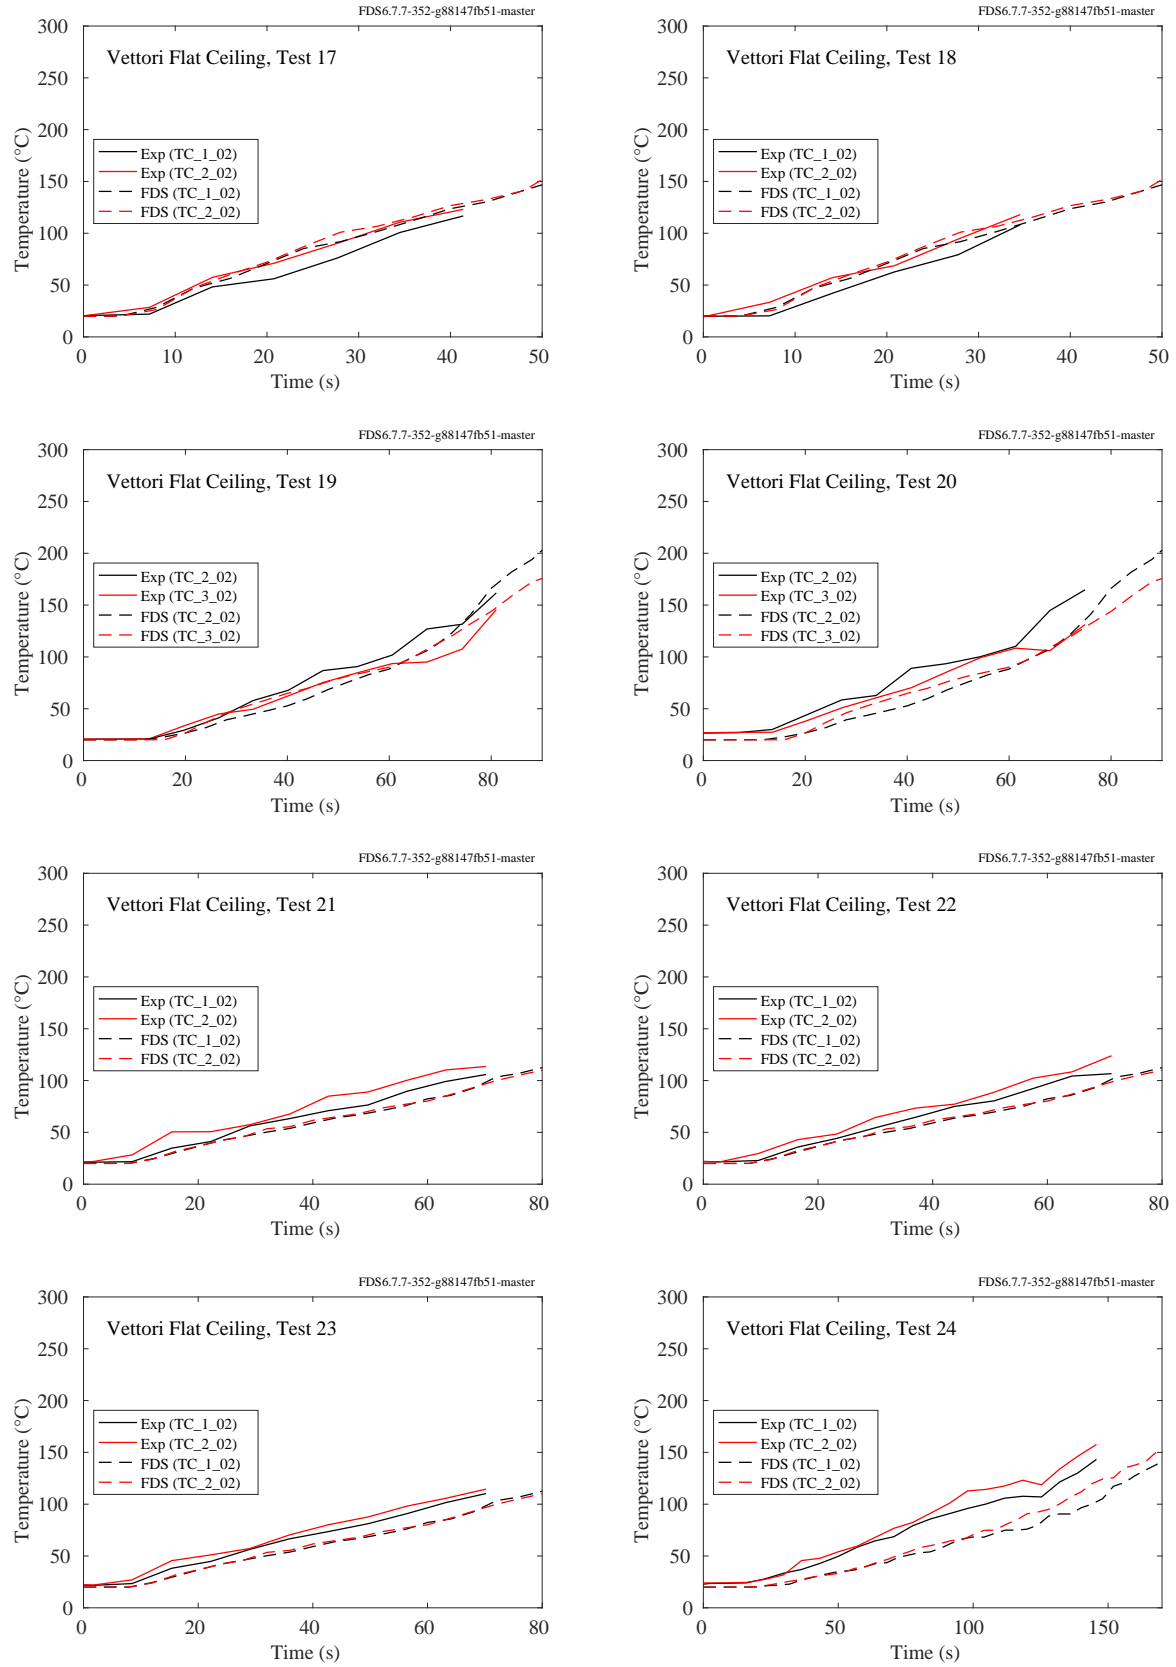 FDS6.7.7-352-g88147fb51-master
Vettori Flat Ceiling, Test 17
Temperature (°C)
300
250
200
150
100
50
0
Exp (TC_1_02)
Exp (TC_2_02)
FDS (TC_1_02)
FDS (TC_2_02)
0 10 20 30 40 50
Time (s)
FDS6.7.7-352-g88147fb51-master
Vettori Flat Ceiling, Test 18
Temperature (°C)
300
250
200
150
100
50
0
Exp (TC_1_02)
Exp (TC_2_02)
FDS (TC_1_02)
FDS (TC_2_02)
0 10 20 30 40 50
Time (s)
FDS6.7.7-352-g88147fb51-master
Vettori Flat Ceiling, Test 19
Temperature (°C)
300
250
200
150
100
50
0
Exp (TC_2_02)
Exp (TC_3_02)
FDS (TC_2_02)
FDS (TC_3_02)
0 20 40 60 80
Time (s)
FDS6.7.7-352-g88147fb51-master
Vettori Flat Ceiling, Test 20
Temperature (°C)
300
250
200
150
100
50
0
Exp (TC_2_02)
Exp (TC_3_02)
FDS (TC_2_02)
FDS (TC_3_02)
0 20 40 60 80
Time (s)
FDS6.7.7-352-g88147fb51-master
Vettori Flat Ceiling, Test 21
Temperature (°C)
300
250
200
150
100
50
0
Exp (TC_1_02)
Exp (TC_2_02)
FDS (TC_1_02)
FDS (TC_2_02)
0 20 40 60 80
Time (s)
FDS6.7.7-352-g88147fb51-master
Vettori Flat Ceiling, Test 22
Temperature (°C)
300
250
200
150
100
50
0
Exp (TC_1_02)
Exp (TC_2_02)
FDS (TC_1_02)
FDS (TC_2_02)
0 20 40 60 80
Time (s)
FDS6.7.7-352-g88147fb51-master
Vettori Flat Ceiling, Test 23
Temperature (°C)
300
250
200
150
100
50
0
Exp (TC_1_02)
Exp (TC_2_02)
FDS (TC_1_02)
FDS (TC_2_02)
0 20 40 60 80
Time (s)
FDS6.7.7-352-g88147fb51-master
Vettori Flat Ceiling, Test 24
Temperature (°C)
300
250
200
150
100
50
0
Exp (TC_1_02)
Exp (TC_2_02)
FDS (TC_1_02)
FDS (TC_2_02)
0 50 100 150
Time (s)